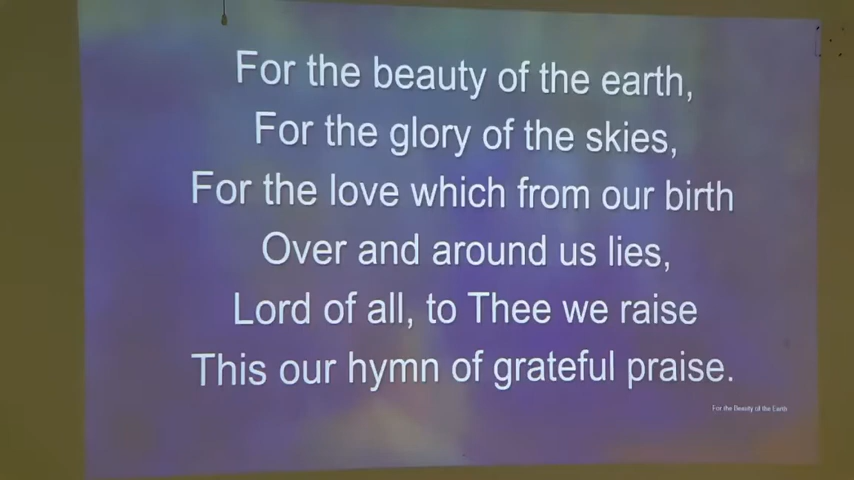 For the beauty of the earth,
For the glory of the skies,
For the love which from our birth
Over and around us lies,
Lord of all, to Thee we raise
This our hymn of grateful praise.
For the Beauty of the Earth